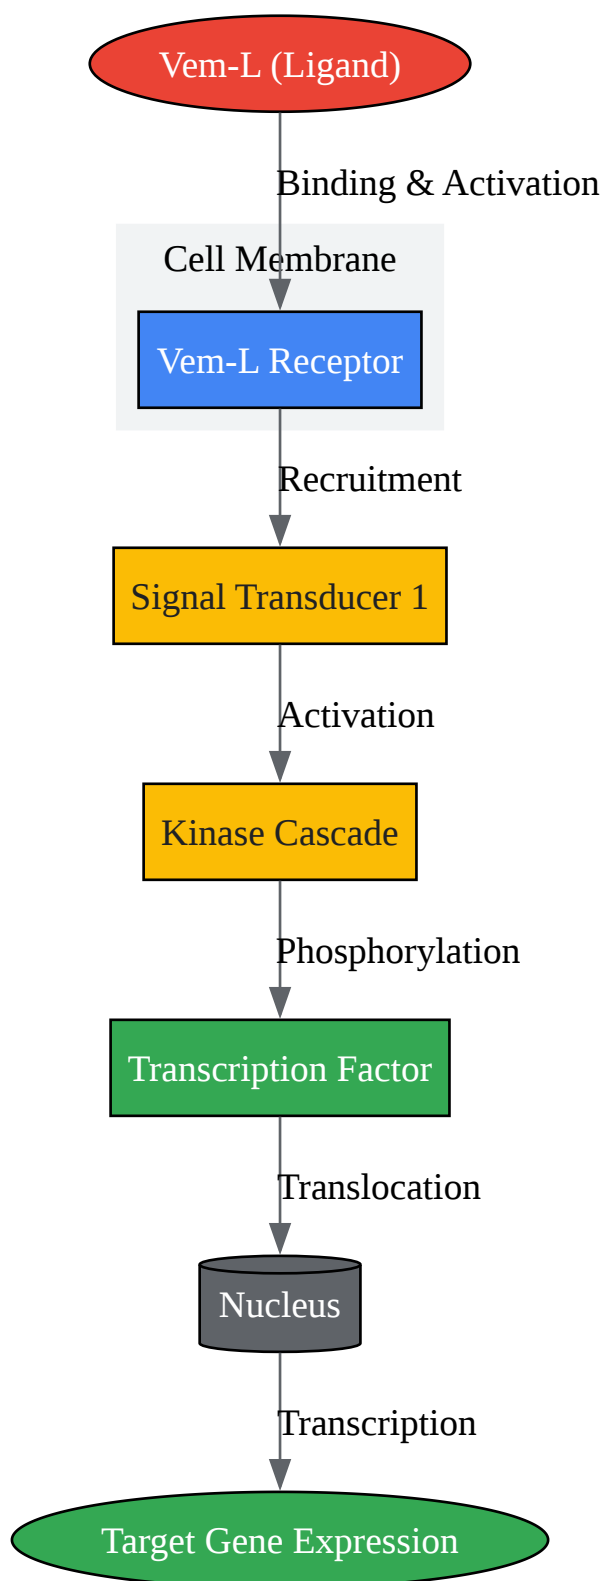 Vem-L (Ligand)
Binding & Activation
Cell Membrane
Vem-L Receptor
Recruitment
Signal Transducer 1
Activation
Kinase Cascade
Phosphorylation
Transcription Factor
Translocation
Nucleus
Transcription
Target Gene Expression